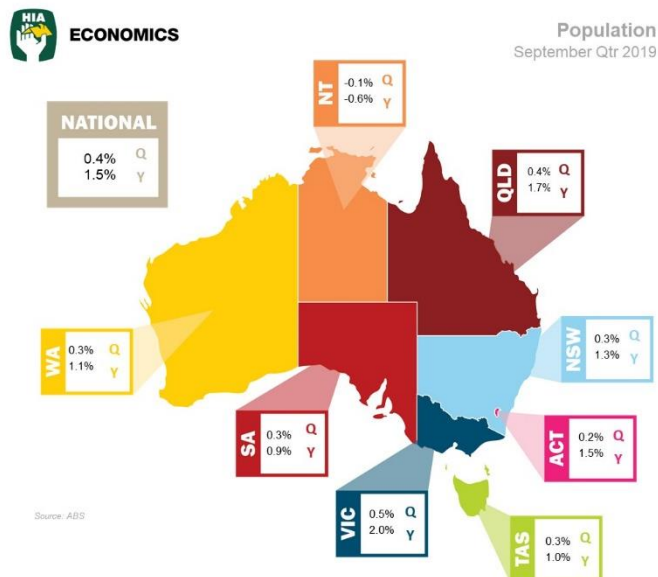 HIA
ECONOMICS
Population
September Qtr 2019
NATIONAL
0.4% Q
1.5% Y
NT
-0.1% Q
-0.6% Y
QLD
0.4% Q
1.7% Y
WA
0.3% Q
1.1% Y
NSW
0.3% Q
1.3% Y
SA
0.3% Q
0.9% Y
ACT
0.2% Q
1.5% Y
VIC
0.5% Q
2.0% Y
TAS
0.3% Q
1.0% Y
Source: ABS